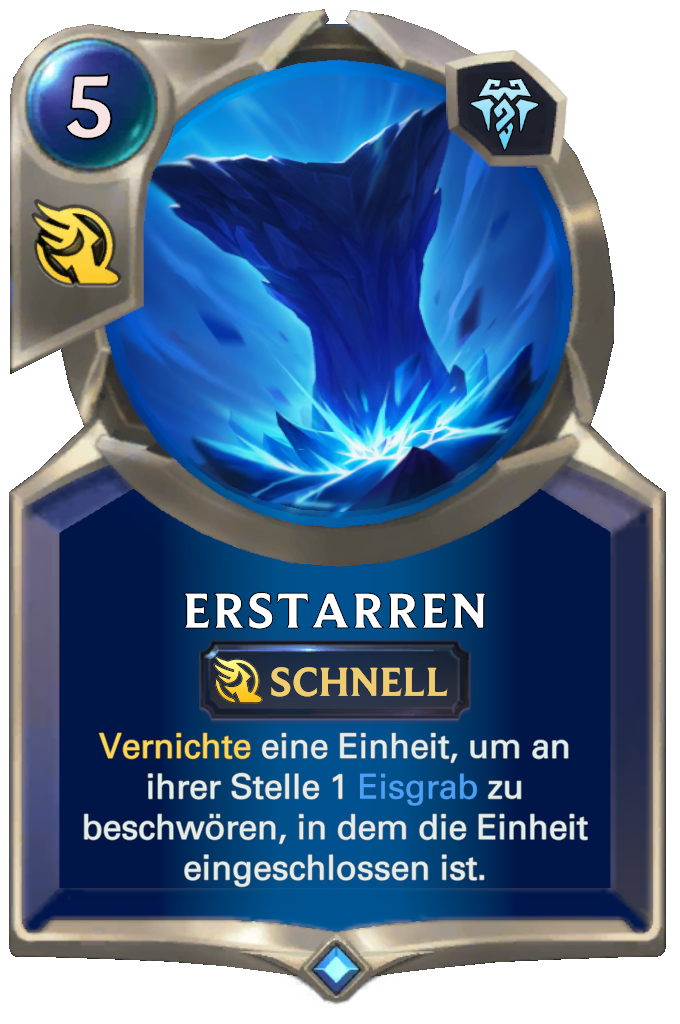 5
ERSTARREN
SCHNELL
Vernichte eine Einheit, um an
ihrer Stelle 1 Eisgrab zu
beschwören, in dem die Einheit
eingeschlossen ist.